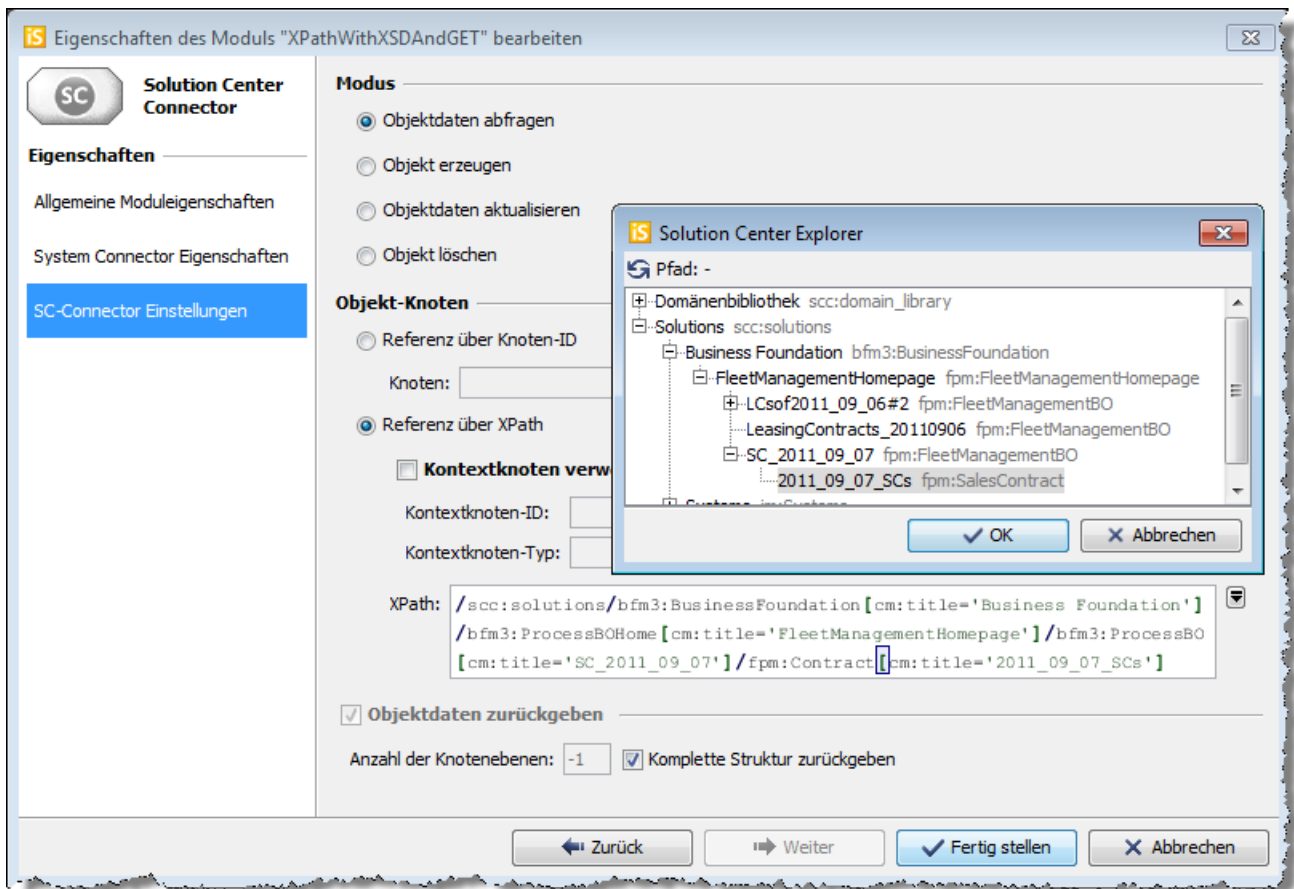 iS Eigenschaften des Moduls "XPathWithXSDAndGET" bearbeiten
SC
Solution Center
Connector
Eigenschaften
Allgemeine Moduleigenschaften
System Connector Eigenschaften
SC-Connector Einstellungen
Modus
Objektdaten abfragen
Objekt erzeugen
Objektdaten aktualisieren
Objekt löschen
Objekt-Knoten
Referenz über Knoten-ID
Knoten:
Referenz über XPath
Kontextknoten verw
Kontextknoten-ID:
Kontextknoten-Typ:
iS Solution Center Explorer
Pfad: -
Domänenbibliothek scc:domain_library
Solutions scc:solutions
Business Foundation bfm3:BusinessFoundation
FleetManagementHomepage fpm:FleetManagementHomepage
LCsof2011_09_06#2 fpm:FleetManagementBO
LeasingContracts_20110906 fpm:FleetManagementBO
SC_2011_09_07 fpm:FleetManagementBO
2011_09_07_SCs fpm:SalesContract
OK Abbrechen
XPath: /scc:solutions/bfm3:BusinessFoundation[cm:title='Business Foundation']
/bfm3:ProcessBOHome[cm:title='FleetManagementHomepage']/bfm3:ProcessBO
[cm:title='SC_2011_09_07']/fpm:Contract[cm:title='2011_09_07_SCs']
Objektdaten zurückgeben
Anzahl der Knotenebenen: -1 Komplette Struktur zurückgeben
Zurück Weiter Fertig stellen Abbrechen